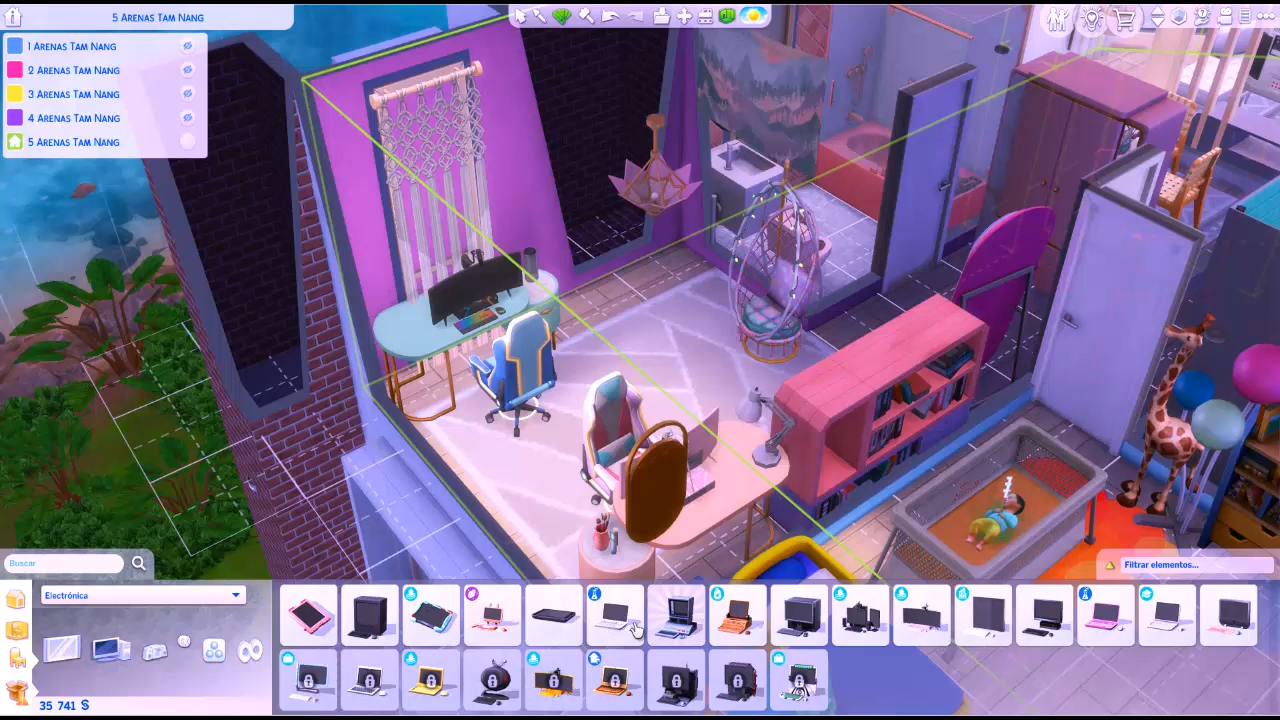 5 Arenas Tam Nang
1 Arenas Tam Nang
2 Arenas Tam Nang
3 Arenas Tam Nang
4 Arenas Tam Nang
5 Arenas Tam Nang
Buscar
Filtrar elementos...
Electrónica
35 741 $